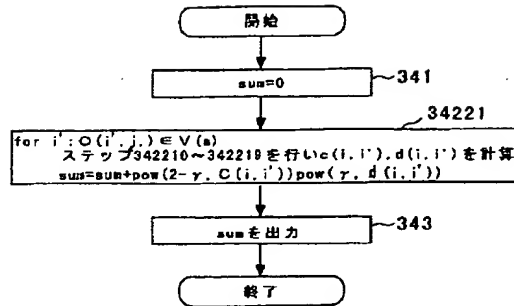 開始
sum=0
341
34221
for i':O(i',j,)∈V(a)
ステップ342210~342219を行いc(i,i'),d(i,i')を計算
sum=sum+pow(2-γ,C(i,i'))pow(γ,d(i,i'))
sumを出力
343
終了